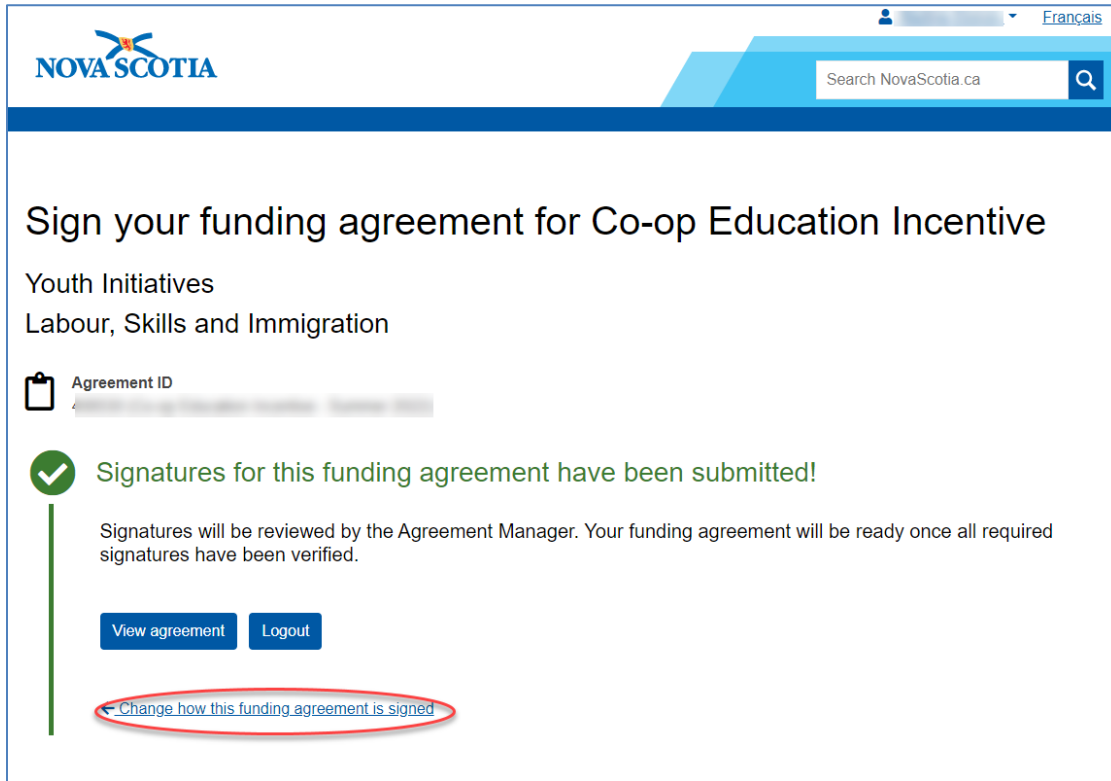 Français
NOVA SCOTIA
Search NovaScotia.ca
Sign your funding agreement for Co-op Education Incentive
Youth Initiatives
Labour, Skills and Immigration
Agreement ID
Signatures for this funding agreement have been submitted!
Signatures will be reviewed by the Agreement Manager. Your funding agreement will be ready once all required
signatures have been verified.
View agreement Logout
← Change how this funding agreement is signed